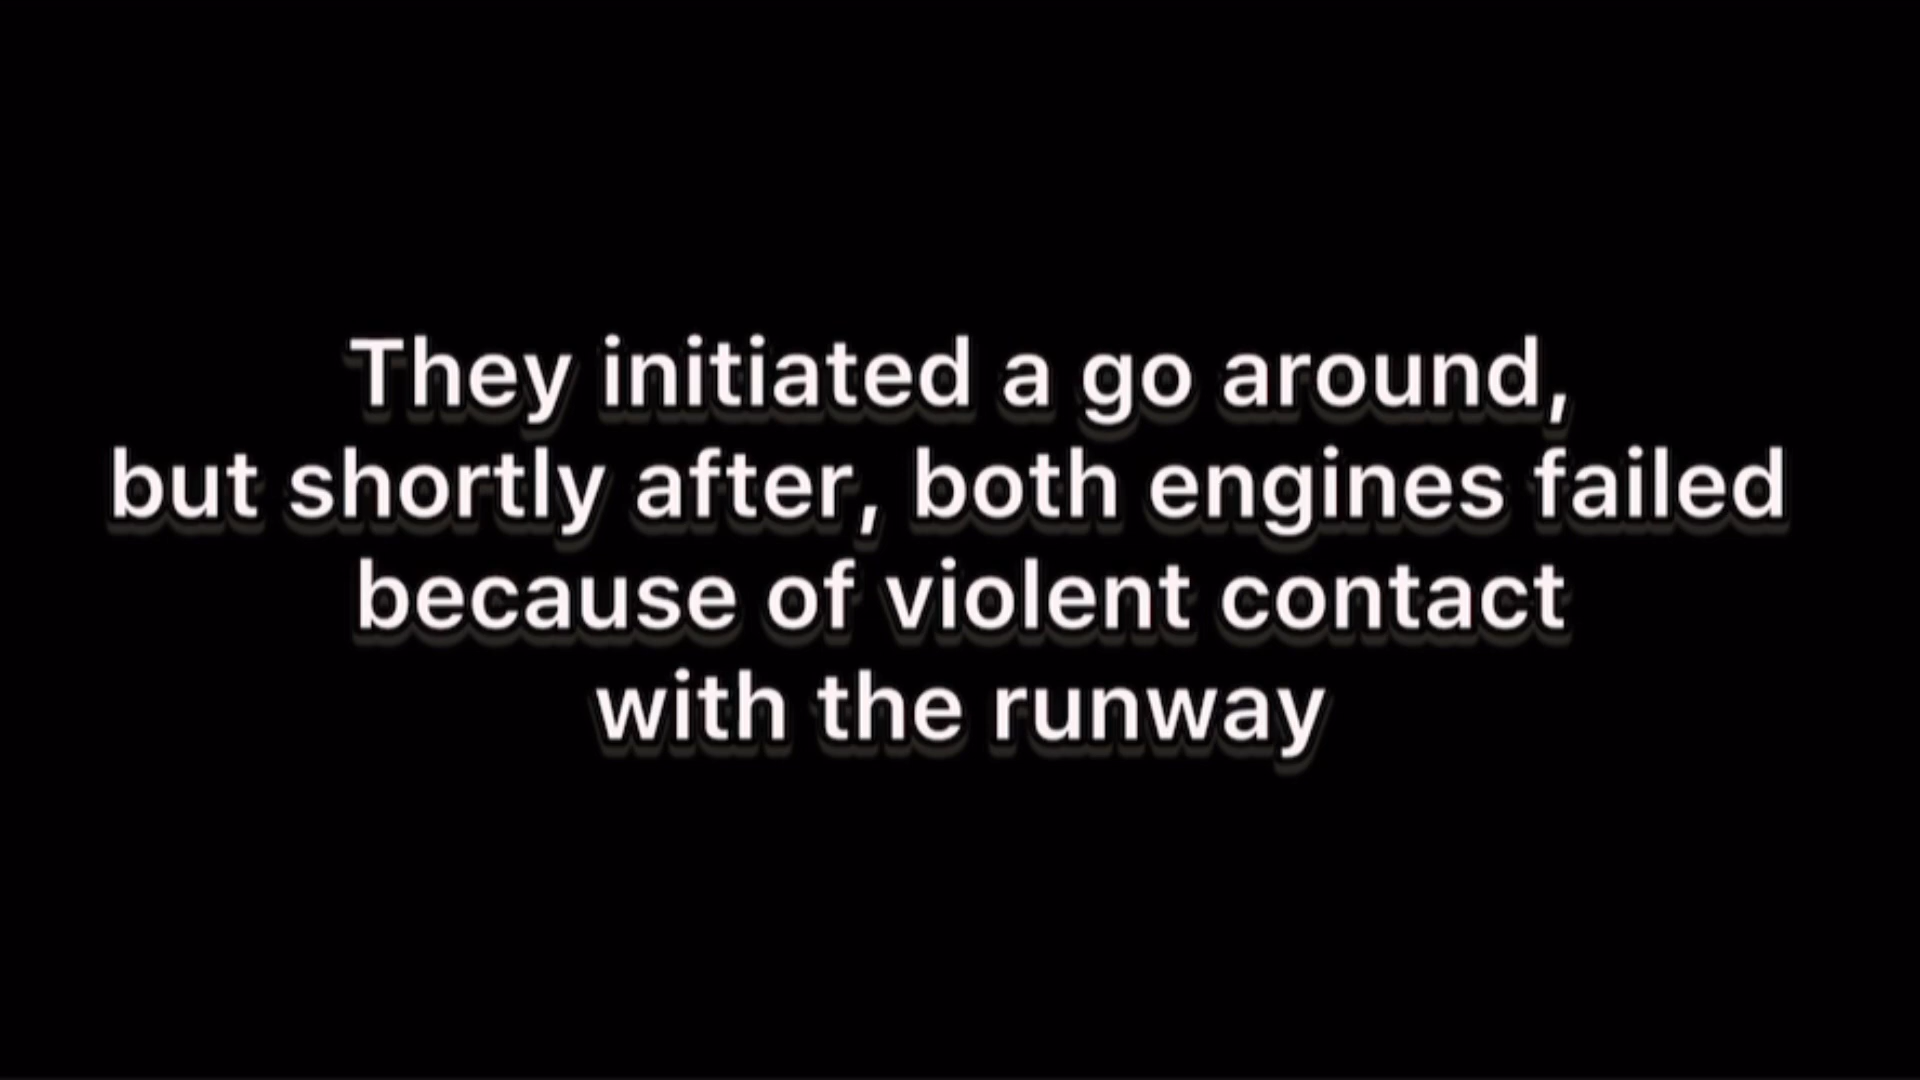 They initiated a go around,
but shortly after, both engines failed
because of violent contact
with the runway